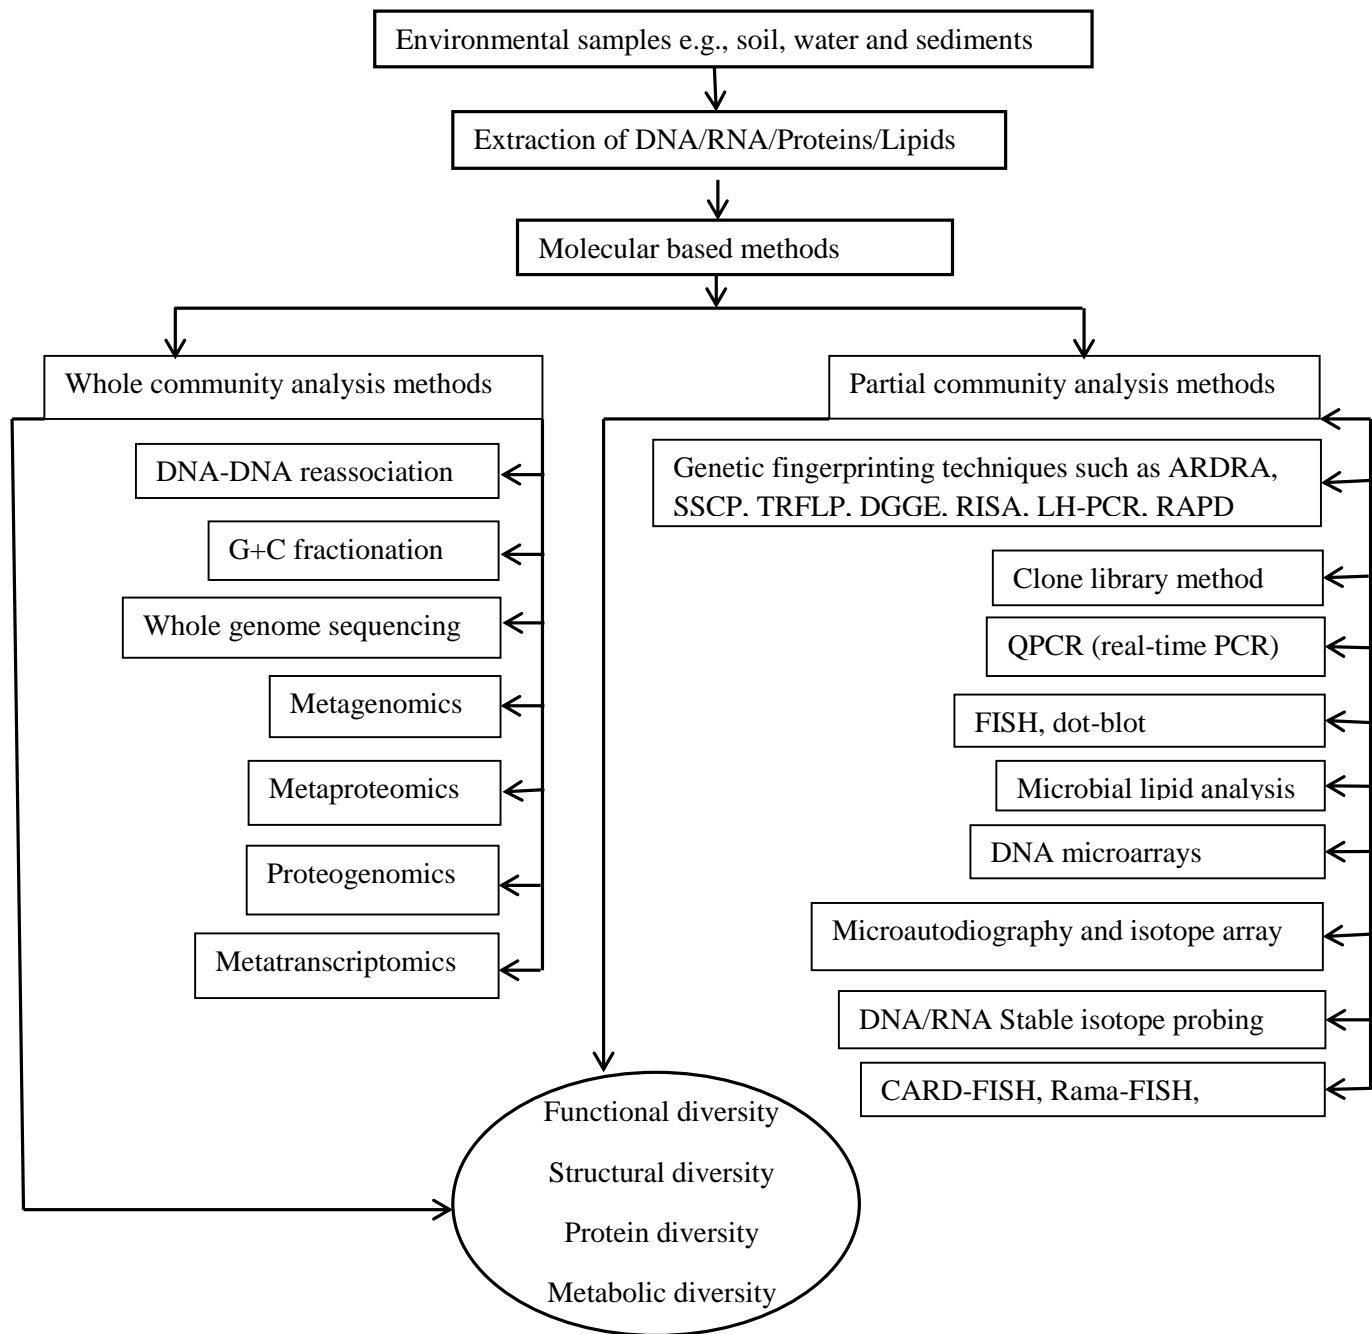 Environmental samples e.g., soil, water and sediments
Extraction of DNA/RNA/Proteins/Lipids
Molecular based methods
Whole community analysis methods
DNA-DNA reassociation
G+C fractionation
Whole genome sequencing
Metagenomics
Metaproteomics
Proteogenomics
Metatranscriptomics
Partial community analysis methods
Genetic fingerprinting techniques such as ARDRA,
SSCP, TRFLP, DGGE, RISA, LH-PCR, RAPD
Clone library method
QPCR (real-time PCR)
FISH, dot-blot
Microbial lipid analysis
DNA microarrays
Microautodiography and isotope array
DNA/RNA Stable isotope probing
CARD-FISH, Rama-FISH,
Functional diversity
Structural diversity
Protein diversity
Metabolic diversity